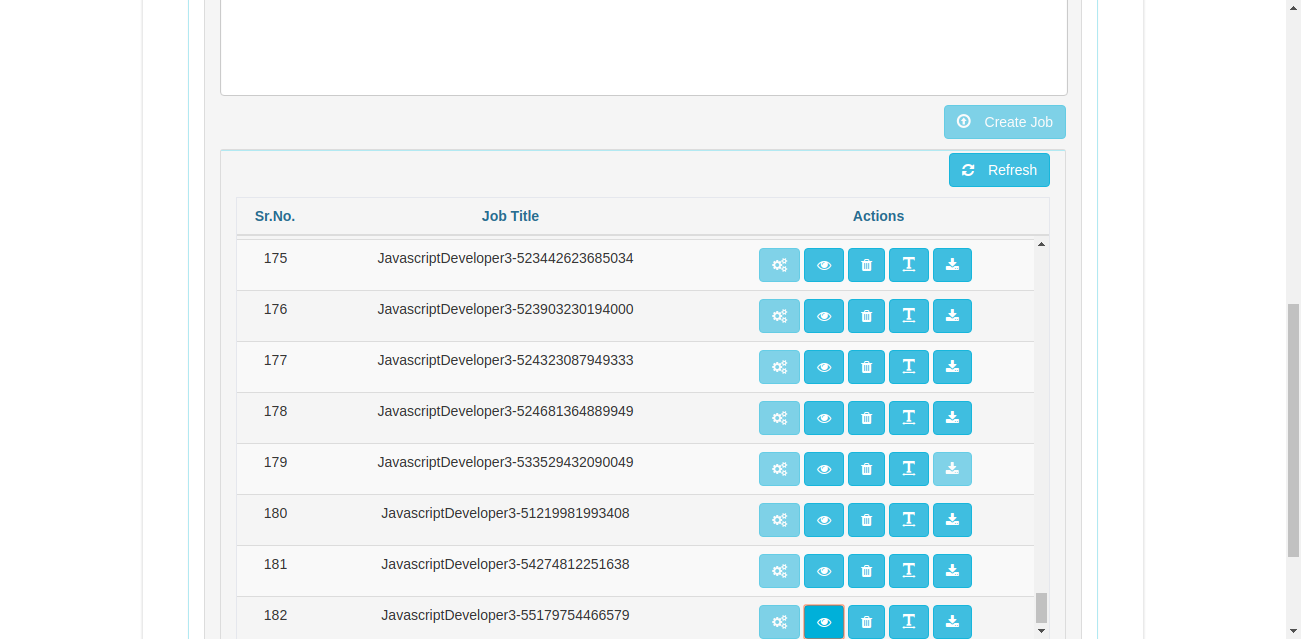 Create Job
Refresh
Sr.No. Job Title Actions
175 JavascriptDeveloper3-523442623685034
176 JavascriptDeveloper3-523903230194000
177 JavascriptDeveloper3-524323087949333
178 JavascriptDeveloper3-524681364889949
179 JavascriptDeveloper3-533529432090049
180 JavascriptDeveloper3-51219981993408
181 JavascriptDeveloper3-54274812251638
182 JavascriptDeveloper3-55179754466579